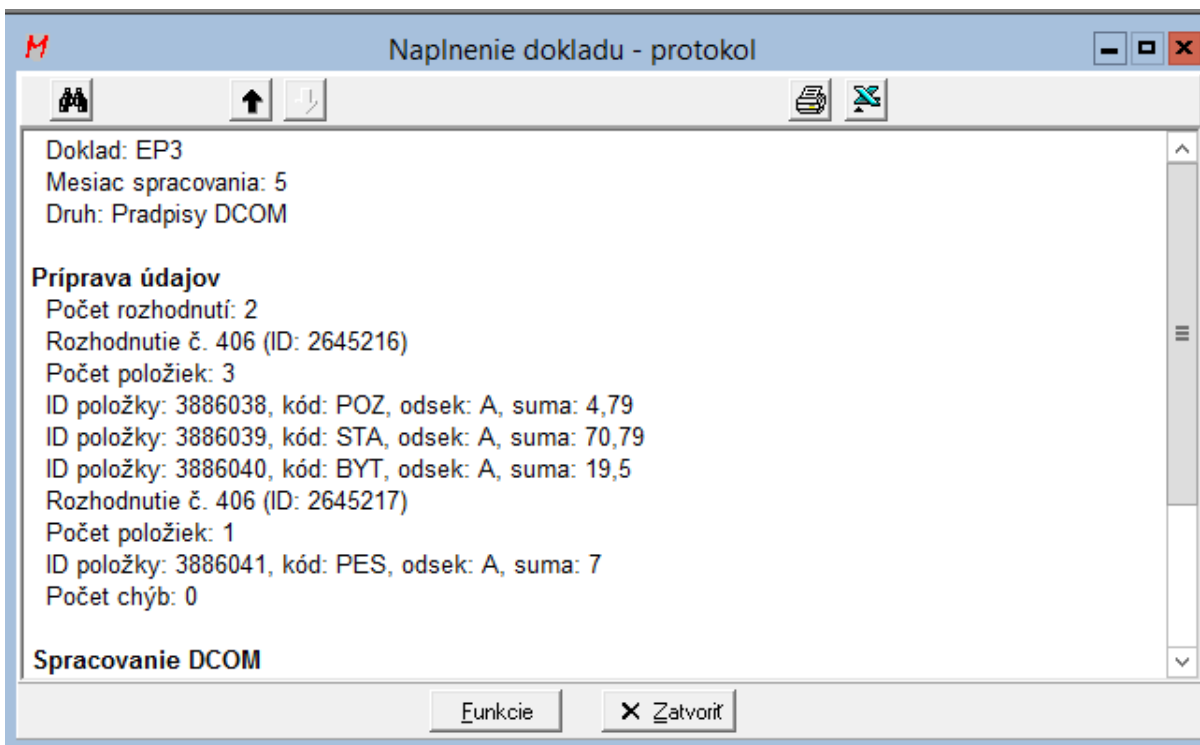 M
Naplnenie dokladu - protokol
Doklad: EP3
Mesiac spracovania: 5
Druh: Pradpisy DCOM
Príprava údajov
Počet rozhodnutí: 2
Rozhodnutie č. 406 (ID: 2645216)
Počet položiek: 3
ID položky: 3886038, kód: POZ, odsek: A, suma: 4,79
ID položky: 3886039, kód: STA, odsek: A, suma: 70,79
ID položky: 3886040, kód: BYT, odsek: A, suma: 19,5
Rozhodnutie č. 406 (ID: 2645217)
Počet položiek: 1
ID položky: 3886041, kód: PES, odsek: A, suma: 7
Počet chýb: 0
Spracovanie DCOM
Funkcie
Zatvoriť